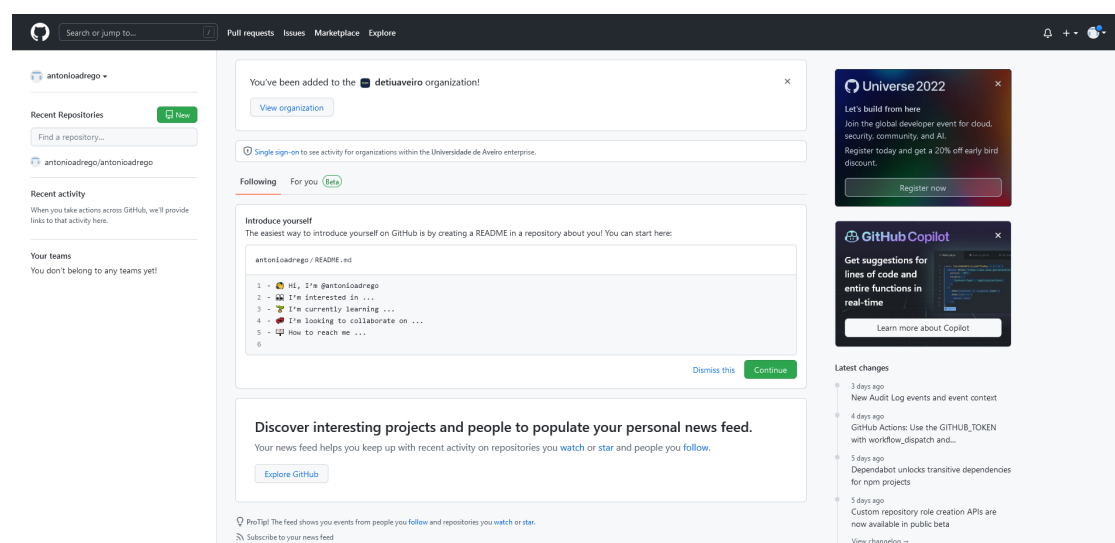 Search or jump to...
/
Pull requests Issues Marketplace Explore
antonioadrego
Recent Repositories
New
Find a repository...
antonioadrego/antonioadrego
Recent activity
When you take actions across GitHub, we'll provide
links to that activity here.
Your teams
You don't belong to any teams yet!
You've been added to the detiuaveiro organization!
View organization
Single sign-on to see activity for organizations within the Universidade de Aveiro enterprise.
Following For you Beta
Introduce yourself
The easiest way to introduce yourself on GitHub is by creating a README in a repository about you! You can start here:
antonioadrego/README.md
1 - 👋 Hi, I'm @antonioadrego
2 - 👀 I'm interested in ...
3 - 🌱 I'm currently learning ...
4 - 💞️ I'm looking to collaborate on ...
5 - 📫 How to reach me ...
6
Dismiss this Continue
Discover interesting projects and people to populate your personal news feed.
Your news feed helps you keep up with recent activity on repositories you watch or star and people you follow.
Explore GitHub
ProTip! The feed shows you events from people you follow and repositories you watch or star.
Subscribe to your news feed
Universe 2022
Let's build from here
Join the global developer event for cloud,
security, community, and AI.
Register today and get a 20% off early bird
discount.
Register now
GitHub Copilot
Get suggestions for
lines of code and
entire functions in
real-time
Learn more about Copilot
Latest changes
3 days ago
New Audit Log events and event context
4 days ago
GitHub Actions: Use the GITHUB_TOKEN
with workflow_dispatch and...
5 days ago
Dependabot unlocks transitive dependencies
for npm projects
5 days ago
Custom repository role creation APIs are
now available in public beta
View changelog →